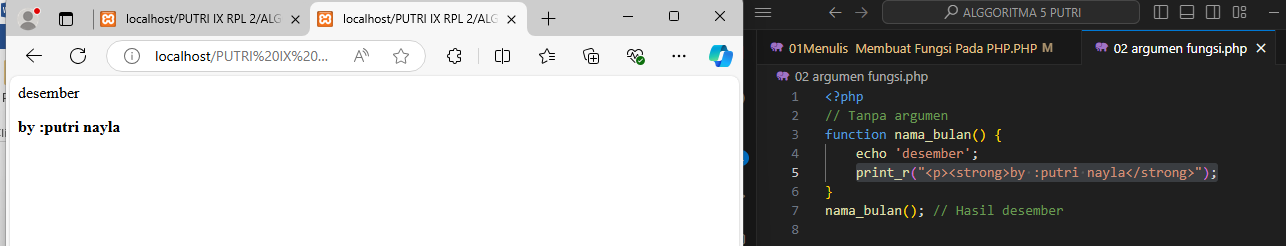 localhost/PUTRI IX RPL 2/ALG
localhost/PUTRI IX RPL 2/ALG
localhost/PUTRI%20IX%20...
desember
by :putri nayla
ALGGORITMA 5 PUTRI
01Menulis Membuat Fungsi Pada PHP.PHP M
02 argumen fungsi.php
02 argumen fungsi.php
1 <?php
2 // Tanpa argumen
3 function nama_bulan() {
4 echo 'desember';
5 print_r("<p><strong>by :putri nayla</strong>");
6 }
7 nama_bulan(); // Hasil desember
8